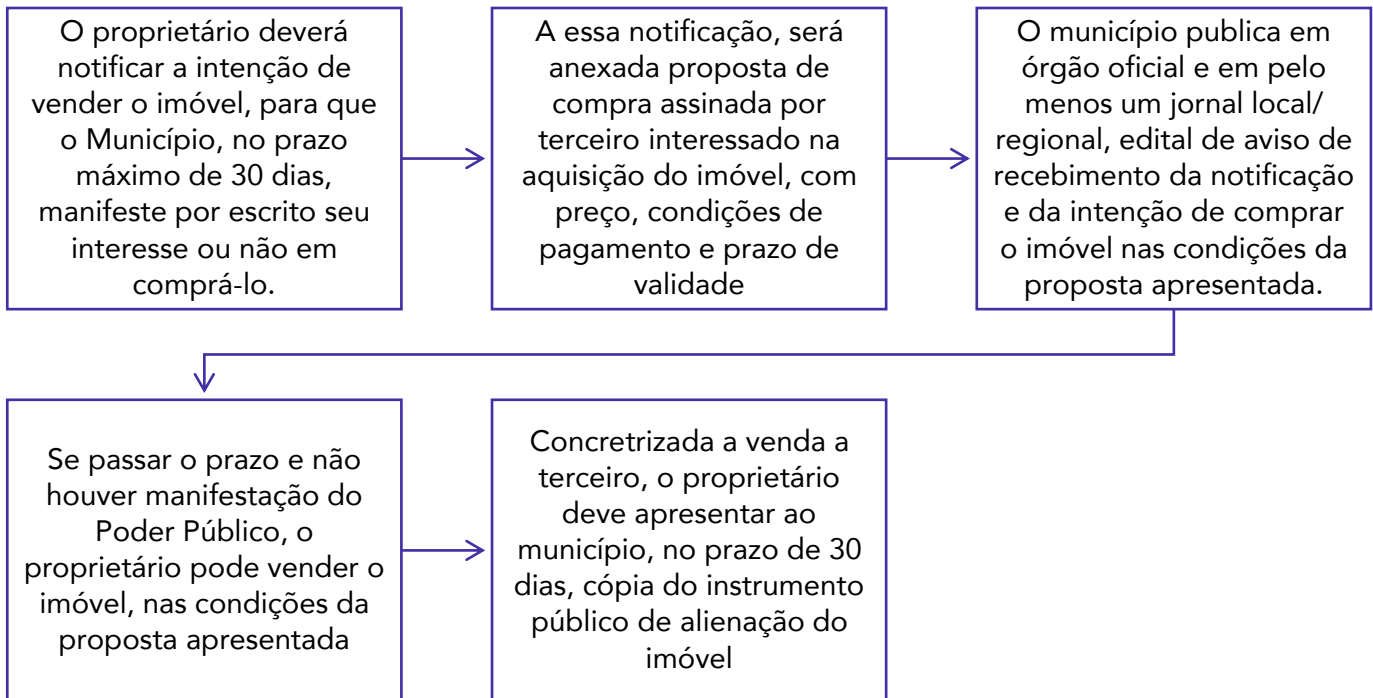 O proprietário deverá
notificar a intenção de
vender o imóvel, para que
o Município, no prazo
máximo de 30 dias,
manifeste por escrito seu
interesse ou não em
comprá-lo.
A essa notificação, será
anexada proposta de
compra assinada por
terceiro interessado na
aquisição do imóvel, com
preço, condições de
pagamento e prazo de
validade
O município publica em
órgão oficial e em pelo
menos um jornal local/
regional, edital de aviso de
recebimento da notificação
e da intenção de comprar
o imóvel nas condições da
proposta apresentada.
Se passar o prazo e não
houver manifestação do
Poder Público, o
proprietário pode vender o
imóvel, nas condições da
proposta apresentada
Concretrizada a venda a
terceiro, o proprietário
deve apresentar ao
município, no prazo de 30
dias, cópia do instrumento
público de alienação do
imóvel